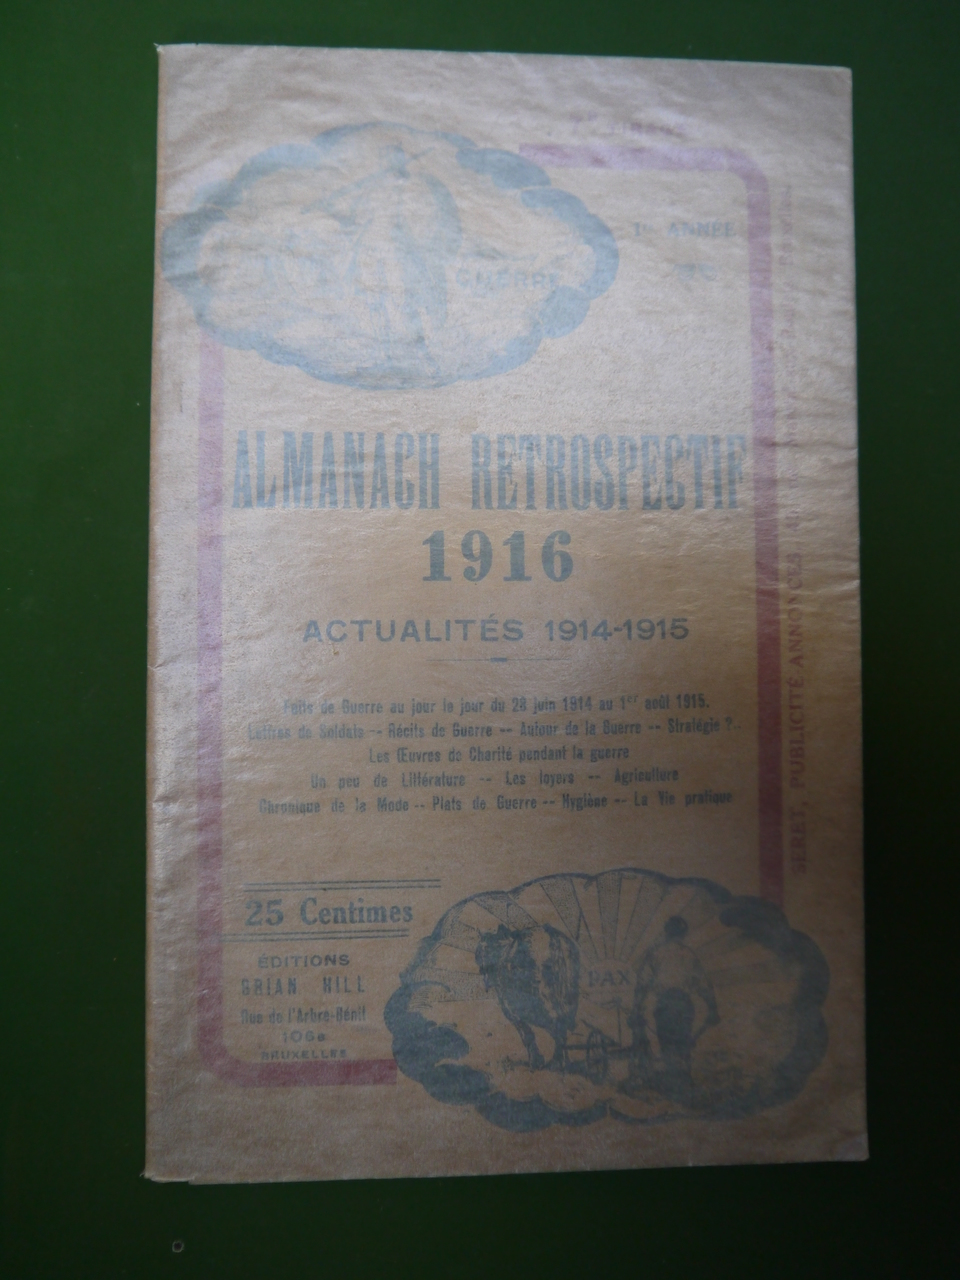 1re ANNÉE
GUERRE
ALMANACH RETROSPECTIF
1916
ACTUALITÉS 1914-1915
Faits de Guerre au jour le jour du 28 juin 1914 au 1er août 1915.
Lettres de Soldats -- Récits de Guerre -- Autour de la Guerre -- Stratégie ?..
Les Œuvres de Charité pendant la guerre
Un peu de Littérature -- Les loyers -- Agriculture
Chronique de la Mode -- Plats de Guerre -- Hygiène -- La Vie pratique
25 Centimes
ÉDITIONS
BRIAN HILL
Rue de l'Arbre-Bénit
106a
BRUXELLES
PAX
SERET, PUBLICITÉ ANNONCES